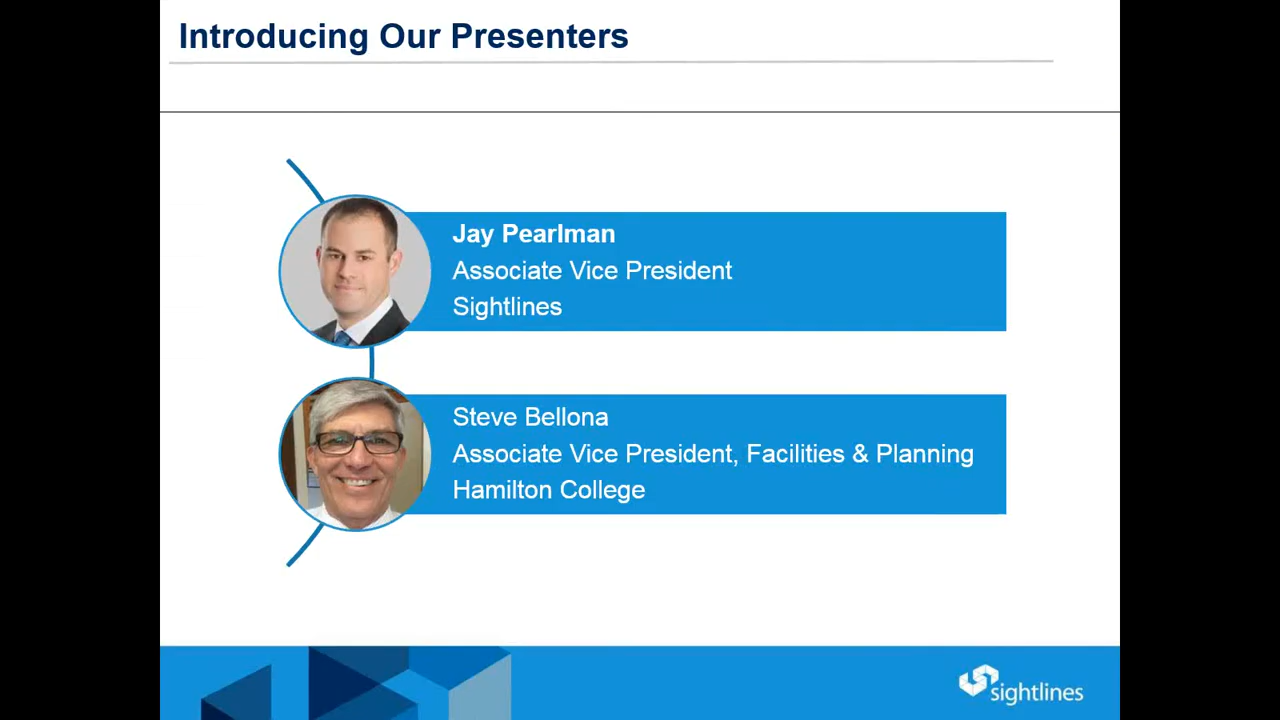 Introducing Our Presenters
Jay Pearlman
Associate Vice President
Sightlines
Steve Bellona
Associate Vice President, Facilities & Planning
Hamilton College
sightlines